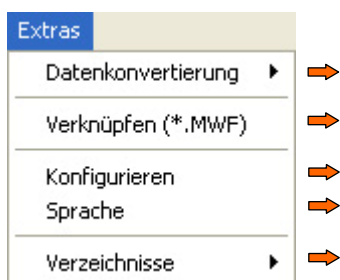 Extras
Datenkonvertierung
Verknüpfen (*.MWF)
Konfigurieren
Sprache
Verzeichnisse